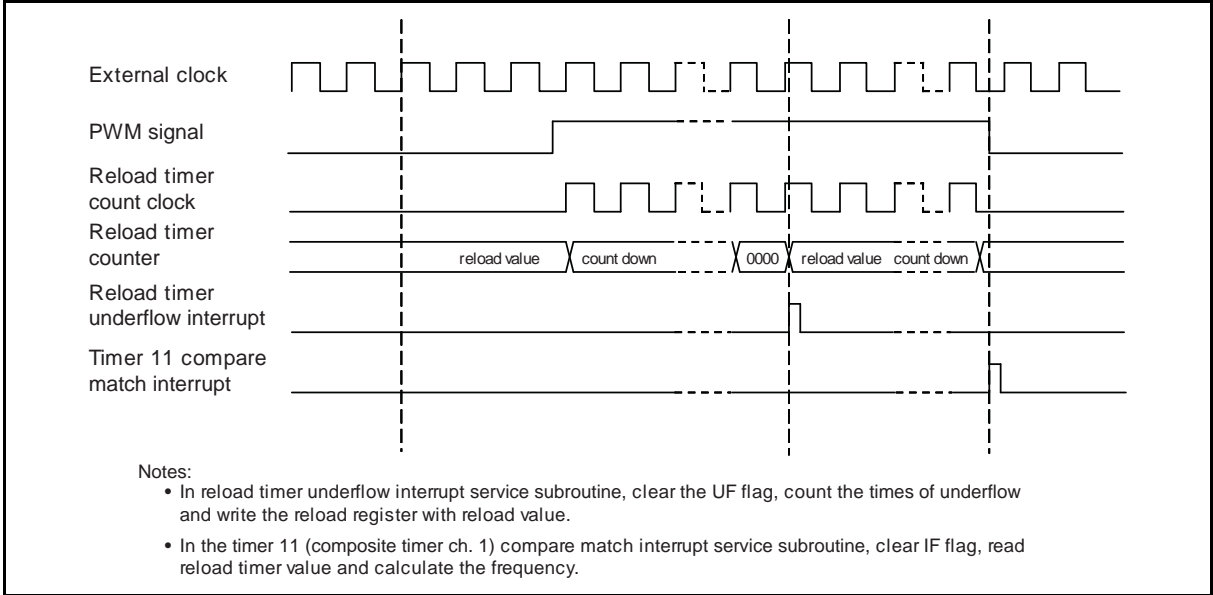 External clock
PWM signal
Reload timer
count clock
Reload timer
counter
reload value
count down
0000
reload value
count down
Reload timer
underflow interrupt
Timer 11 compare
match interrupt
Notes:
• In reload timer underflow interrupt service subroutine, clear the UF flag, count the times of underflow
and write the reload register with reload value.
• In the timer 11 (composite timer ch. 1) compare match interrupt service subroutine, clear IF flag, read
reload timer value and calculate the frequency.